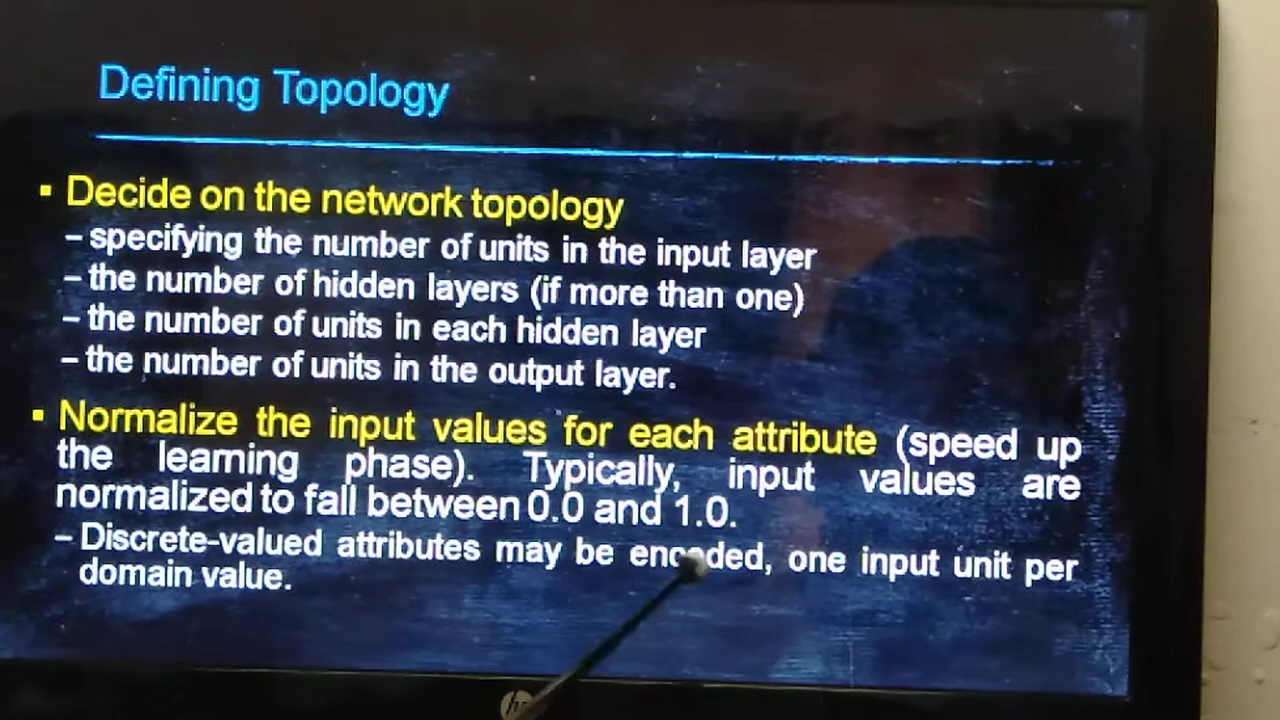 Defining Topology
▪ Decide on the network topology
– specifying the number of units in the input layer
– the number of hidden layers (if more than one)
– the number of units in each hidden layer
– the number of units in the output layer.
▪ Normalize the input values for each attribute (speed up
the learning phase). Typically, input values are
normalized to fall between 0.0 and 1.0.
– Discrete-valued attributes may be encoded, one input unit per
domain value.
hp